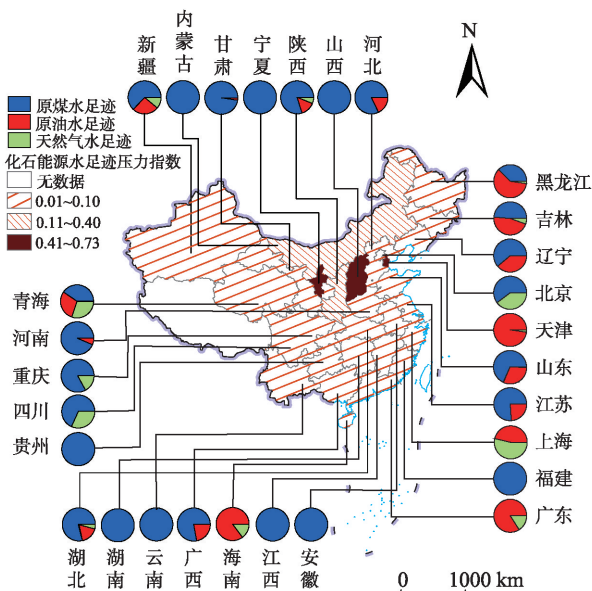 新疆
内蒙古
甘肃
宁夏
陕西
山西
河北
N
原煤水足迹
原油水足迹
天然气水足迹
化石能源水足迹压力指数
无数据
0.01~0.10
0.11~0.40
0.41~0.73
黑龙江
吉林
辽宁
北京
天津
山东
江苏
上海
福建
广东
青海
河南
重庆
四川
贵州
湖北
湖南
云南
广西
海南
江西
安徽
0 1000 km